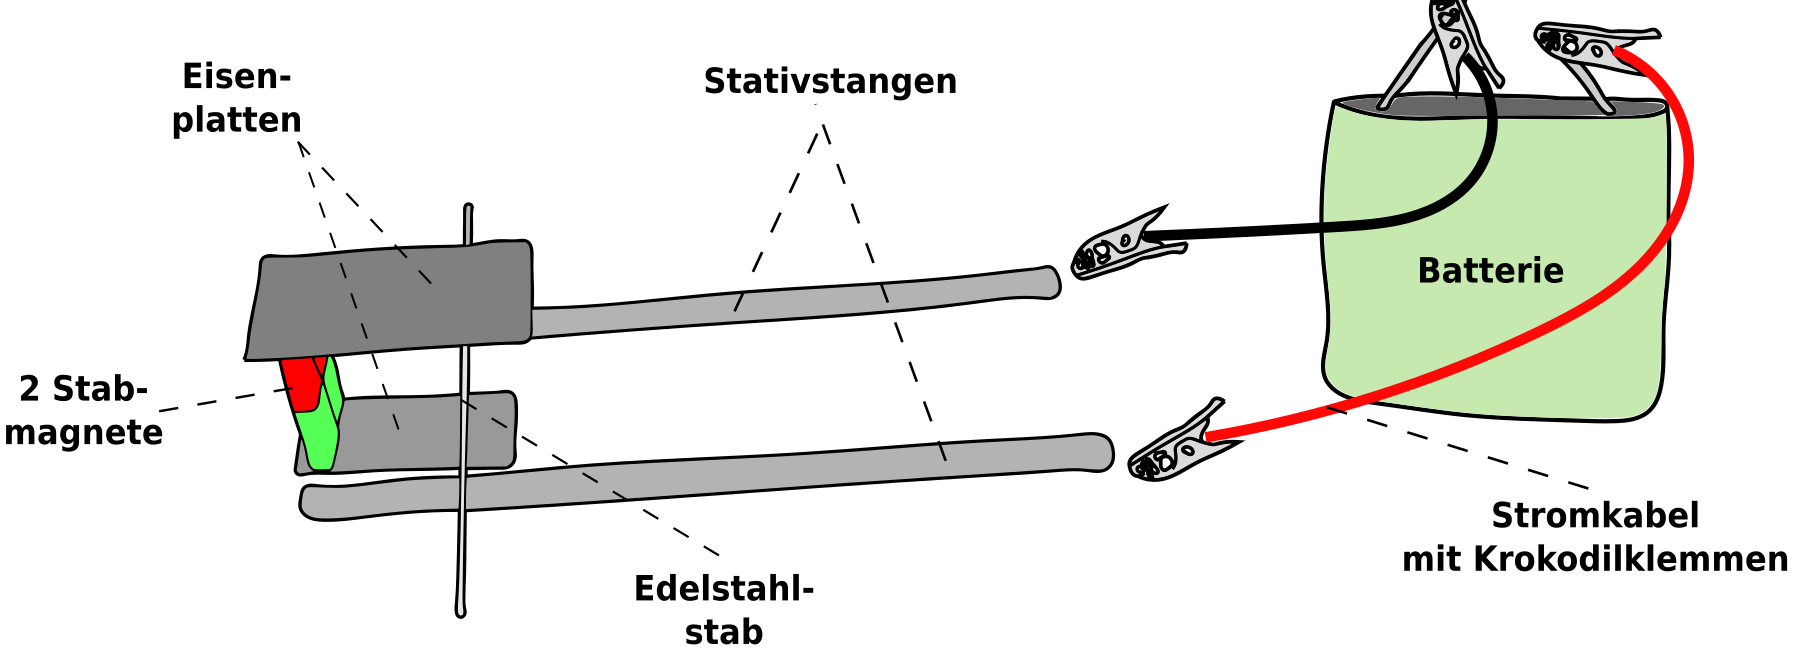 Eisen-
platten
Stativstangen
Batterie
2 Stab-
magnete
Stromkabel
mit Krokodilklemmen
Edelstahl-
stab